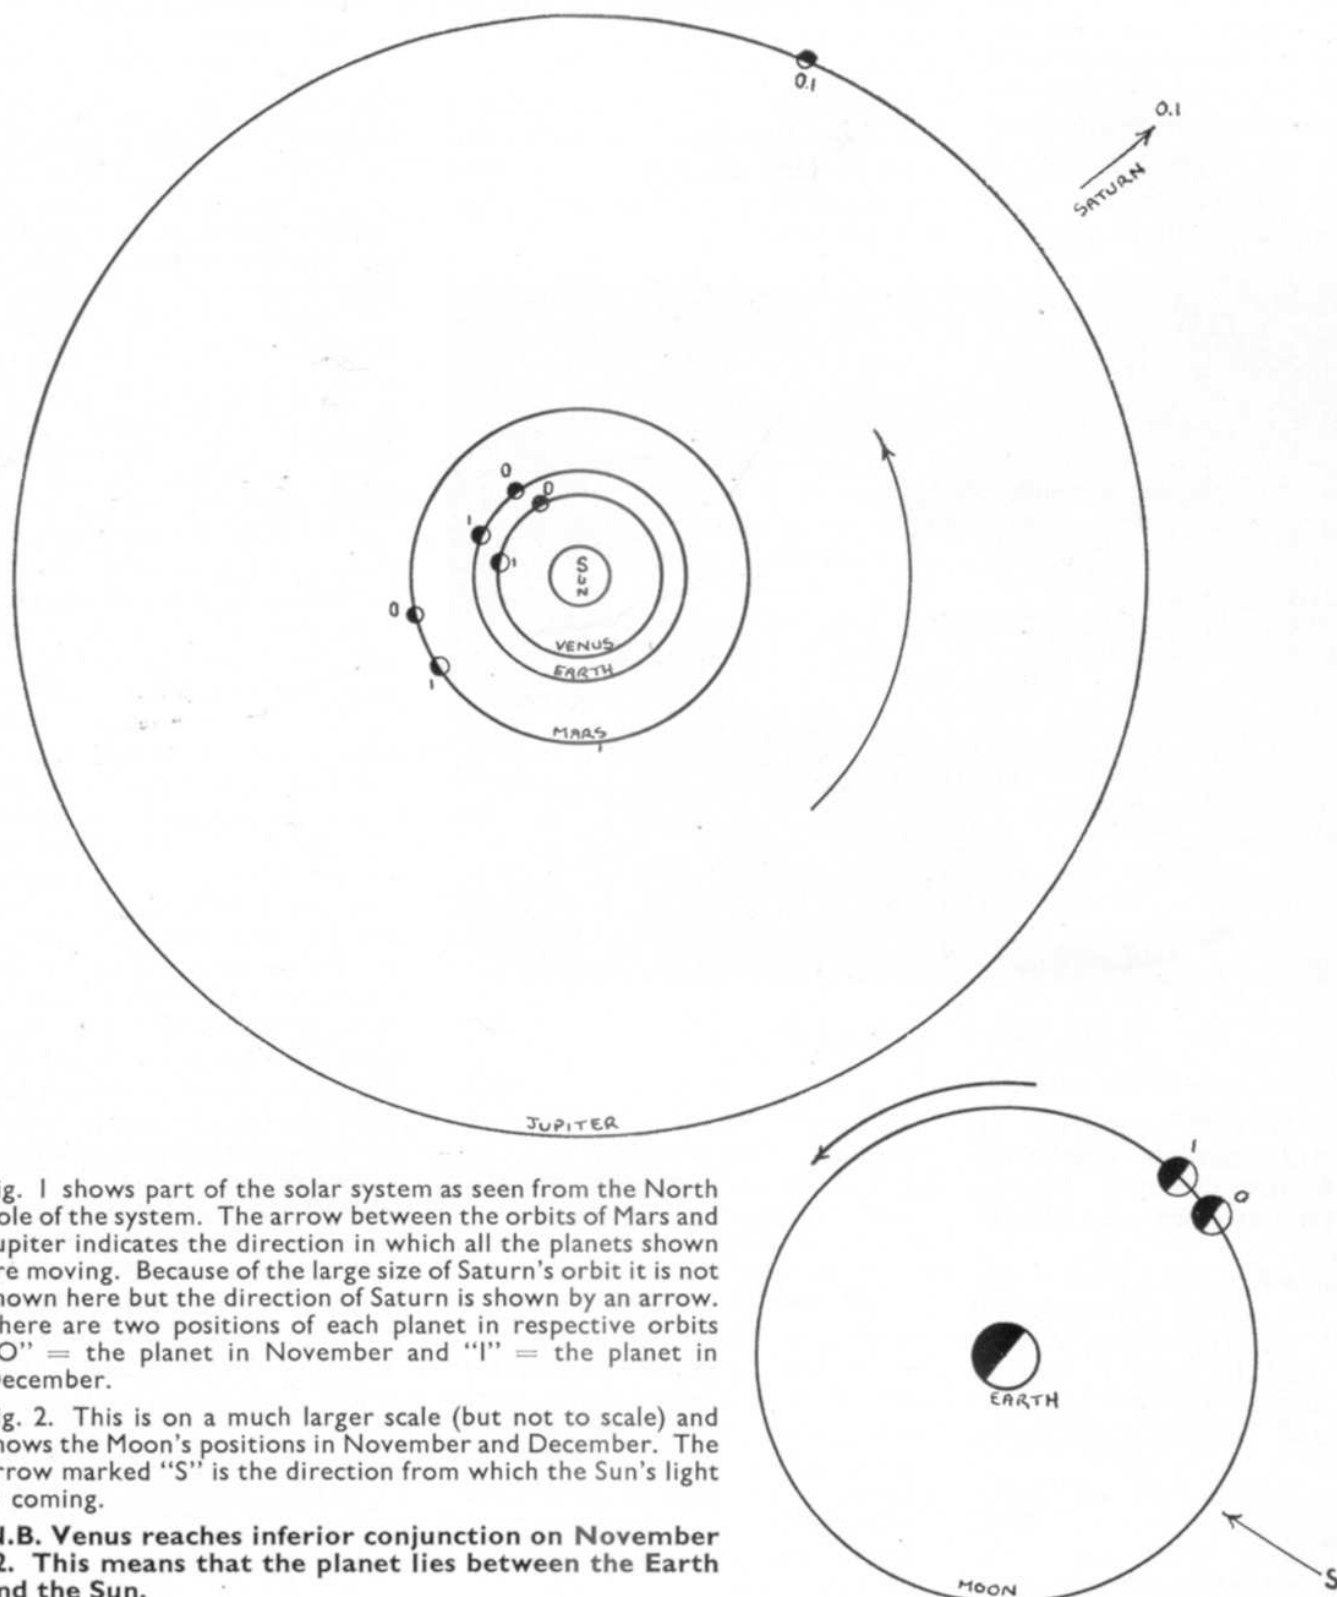 0.1
0.1
SATURN
0
0
1
1
0
1
SUN
VENUS
EARTH
MARS
1
JUPITER
1
0
EARTH
MOON
S
ig. I shows part of the solar system as seen from the North
ole of the system. The arrow between the orbits of Mars and
upiter indicates the direction in which all the planets shown
re moving. Because of the large size of Saturn's orbit it is not
hown here but the direction of Saturn is shown by an arrow.
here are two positions of each planet in respective orbits
O" = the planet in November and "I" = the planet in
ecember.
ig. 2. This is on a much larger scale (but not to scale) and
hows the Moon's positions in November and December. The
rrow marked "S" is the direction from which the Sun's light
coming.
.B. Venus reaches inferior conjunction on November
2. This means that the planet lies between the Earth
nd the Sun.